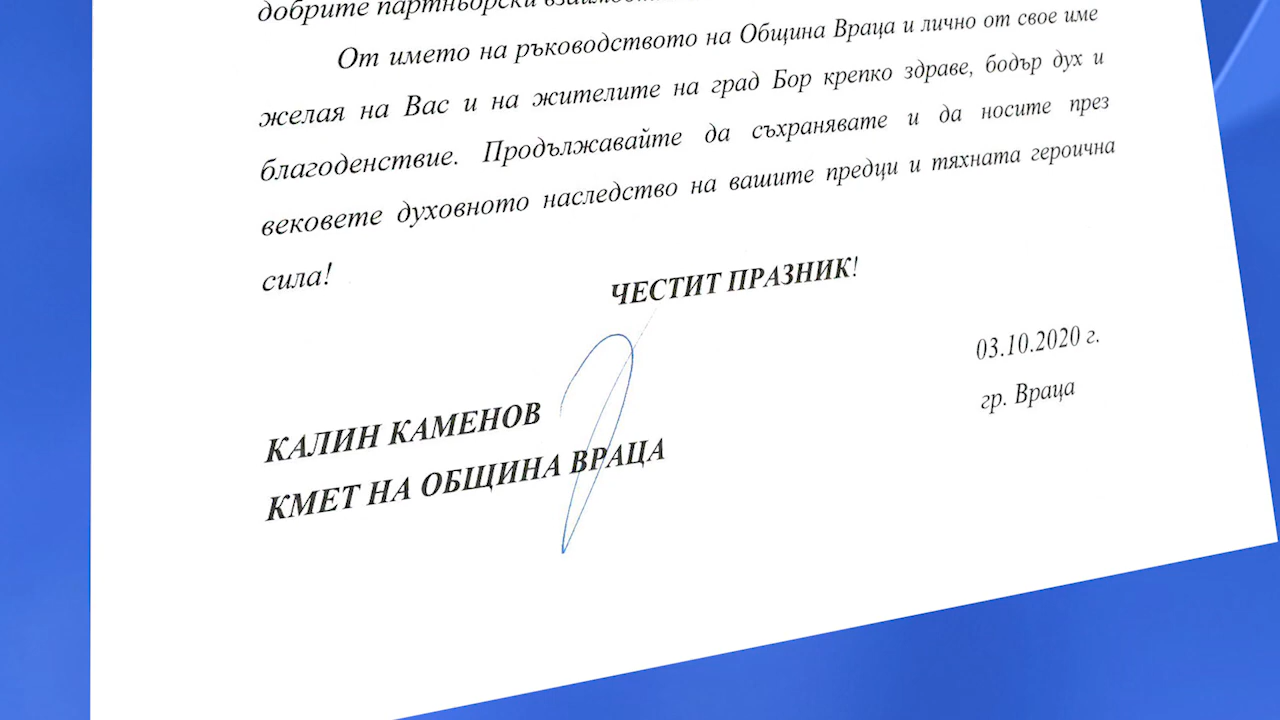 добрите партньорски
От името на ръководството на Община Враца и лично от свое име
желая на Вас и на жителите на град Бор крепко здраве, бодър дух и
благоденствие. Продължавайте да съхранявате и да носите през
вековете духовното наследство на вашите предци и тяхната героична
сила!
ЧЕСТИТ ПРАЗНИК!
03.10.2020 г.
гр. Враца
КАЛИН КАМЕНОВ
КМЕТ НА ОБЩИНА ВРАЦА